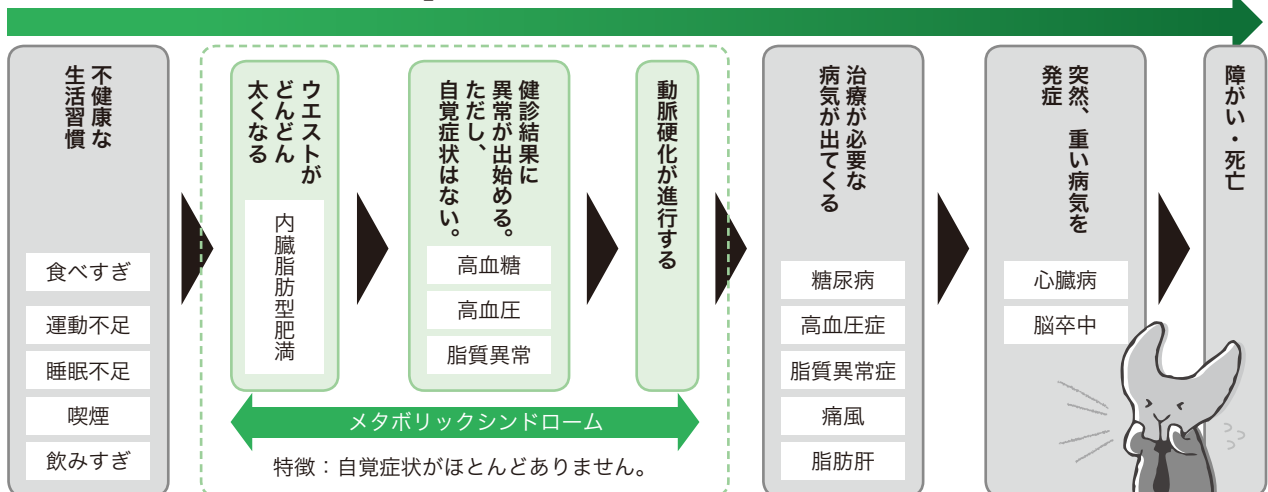 不健康な
生活習慣
食べすぎ
運動不足
睡眠不足
喫煙
飲みすぎ
ウエストが
どんどん
太くなる
内臓脂肪型肥満
健診結果に
異常が出始める。
ただし、
自覚症状はない。
高血糖
高血圧
脂質異常
動脈硬化が進行する
メタボリックシンドローム
特徴：自覚症状がほとんどありません。
治療が必要な
病気が出てくる
糖尿病
高血圧症
脂質異常症
痛風
脂肪肝
突然、重い病気を
発症
心臓病
脳卒中
障がい・死亡